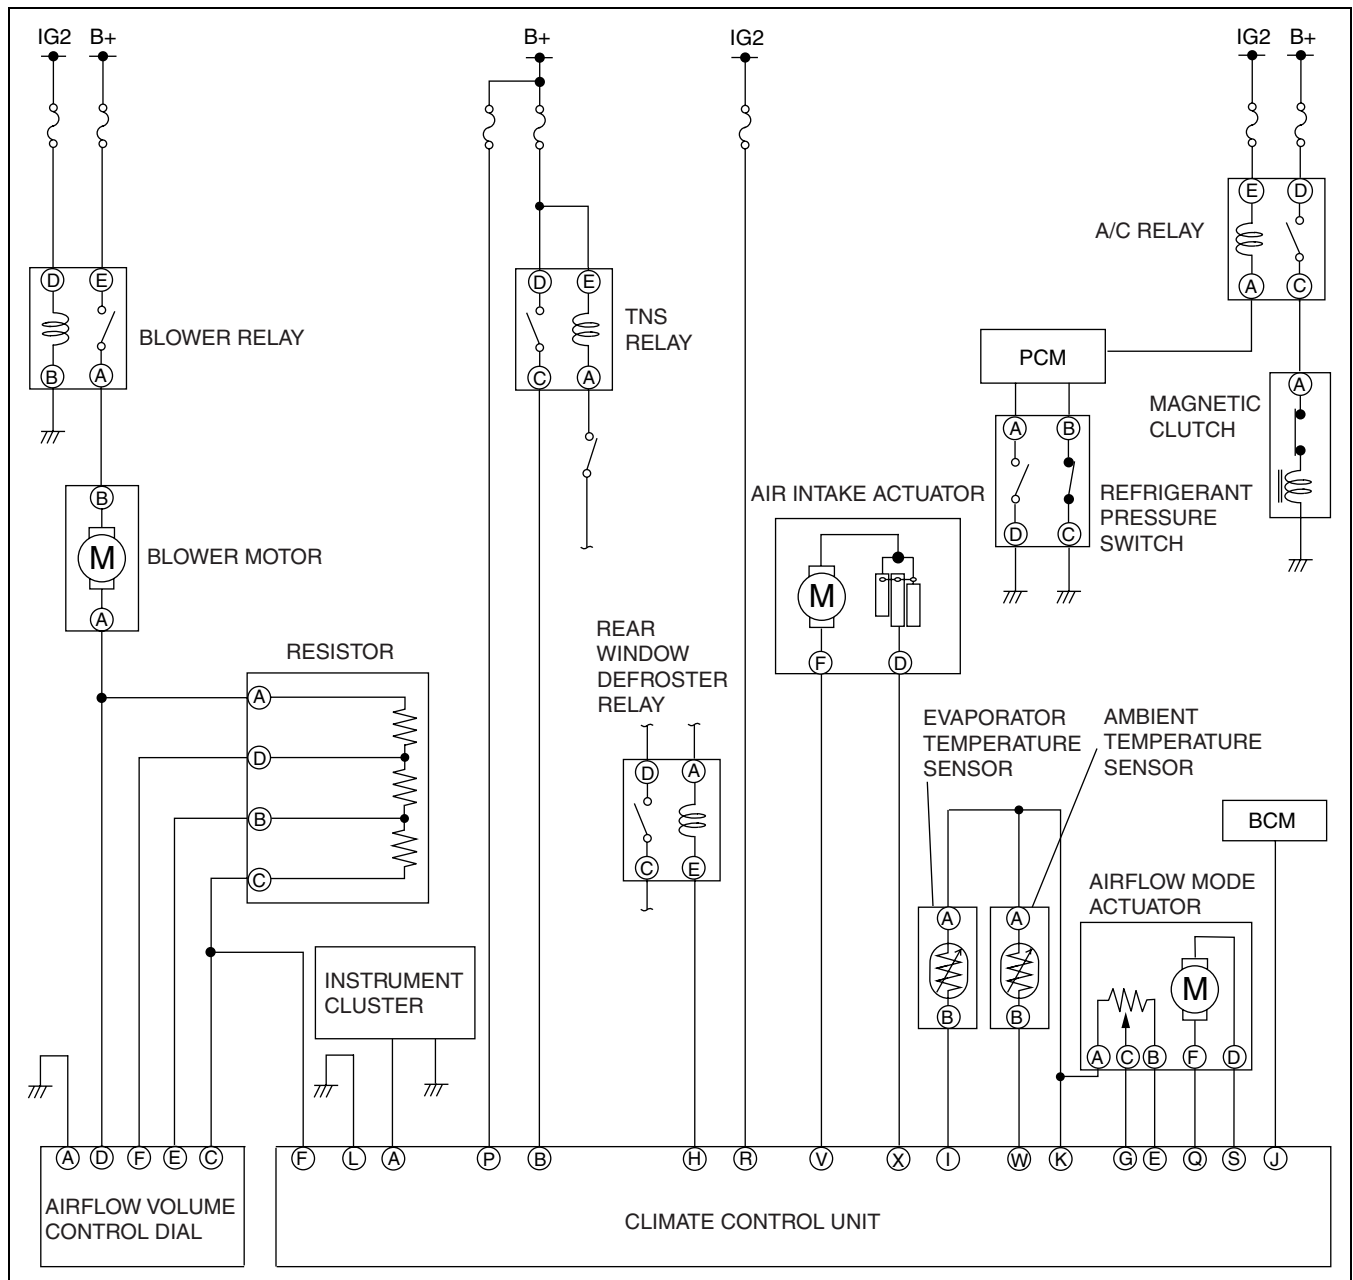 IG2 B+ B+ IG2 IG2 B+
E D
A/C RELAY
A C
D E
BLOWER RELAY
B A
D E
TNS
RELAY
C A
PCM
A
MAGNETIC
CLUTCH
A B
REFRIGERANT
PRESSURE
SWITCH
D C
B
M
BLOWER MOTOR
A
AIR INTAKE ACTUATOR
M
F D
RESISTOR
A
D
B
C
REAR
WINDOW
DEFROSTER
RELAY
D A
C E
EVAPORATOR
TEMPERATURE
SENSOR
AMBIENT
TEMPERATURE
SENSOR
A A
B B
BCM
AIRFLOW MODE
ACTUATOR
M
A C B F D
INSTRUMENT
CLUSTER
A D F E C
AIRFLOW VOLUME
CONTROL DIAL
F L A P B H R V X I W K G E Q S J
CLIMATE CONTROL UNIT